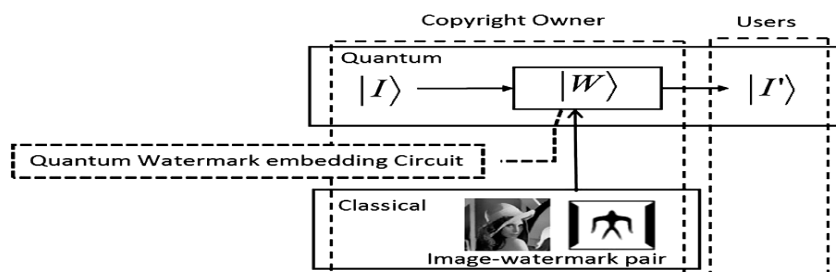 Copyright Owner
Users
Quantum
|I⟩
|W⟩
|I'⟩
Quantum Watermark embedding Circuit
Classical
Image-watermark pair